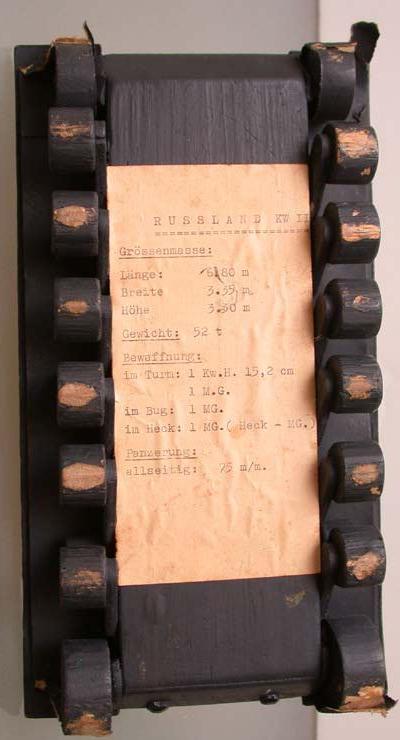 RUSSLAND KW II
========================
Grössenmasse:
Länge: 6.80 m
Breite 3.35 m
Höhe 3.30 m
Gewicht: 52 t
Bewaffnung:
im Turm: 1 Kw.H. 15,2 cm
1 M.G.
im Bug: 1 MG.
im Heck: 1 MG.( Heck - MG.)
Panzerung:
allseitig: 75 m/m.